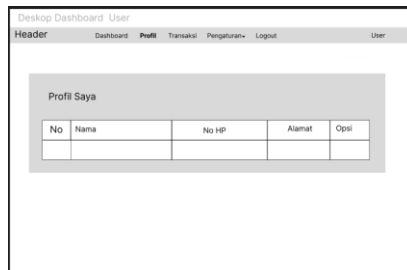 Deskop Dashboard User
Header Dashboard Profil Transaksi Pengaturan Logout User
Profil Saya
No Nama No HP Alamat Opsi